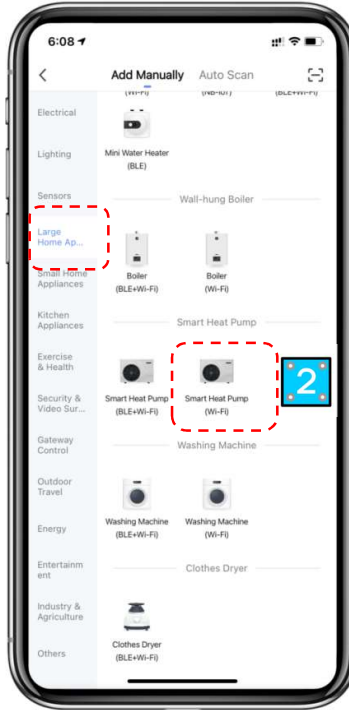 6:08
Add Manually Auto Scan
(Wi-Fi) (NB-IoT) (BLE+Wi-Fi)
Electrical
Lighting
Mini Water Heater
(BLE)
Sensors
Wall-hung Boiler
Large
Home Ap...
Boiler
(BLE+Wi-Fi)
Boiler
(Wi-Fi)
Small Home
Appliances
Kitchen
Appliances
Smart Heat Pump
Exercise
& Health
Smart Heat Pump
(BLE+Wi-Fi)
Smart Heat Pump
(Wi-Fi)
2
Security &
Video Sur...
Gateway
Control
Washing Machine
Outdoor
Travel
Washing Machine
(BLE+Wi-Fi)
Washing Machine
(Wi-Fi)
Energy
Entertainm
ent
Clothes Dryer
Industry &
Agriculture
Clothes Dryer
(BLE+Wi-Fi)
Others